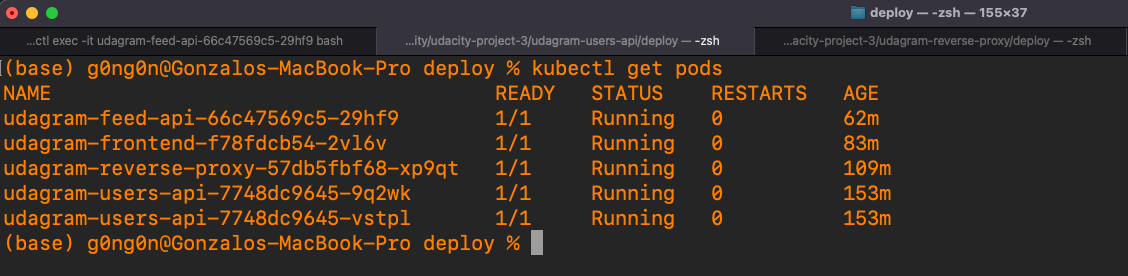 deploy — -zsh — 155×37
...ctl exec -it udagram-feed-api-66c47569c5-29hf9 bash
...ity/udacity-project-3/udagram-users-api/deploy — -zsh
...acity-project-3/udagram-reverse-proxy/deploy — -zsh
(base) g0ng0n@Gonzalos-MacBook-Pro deploy % kubectl get pods
NAME READY STATUS RESTARTS AGE
udagram-feed-api-66c47569c5-29hf9 1/1 Running 0 62m
udagram-frontend-f78fdcb54-2vl6v 1/1 Running 0 83m
udagram-reverse-proxy-57db5fbf68-xp9qt 1/1 Running 0 109m
udagram-users-api-7748dc9645-9q2wk 1/1 Running 0 153m
udagram-users-api-7748dc9645-vstpl 1/1 Running 0 153m
(base) g0ng0n@Gonzalos-MacBook-Pro deploy %